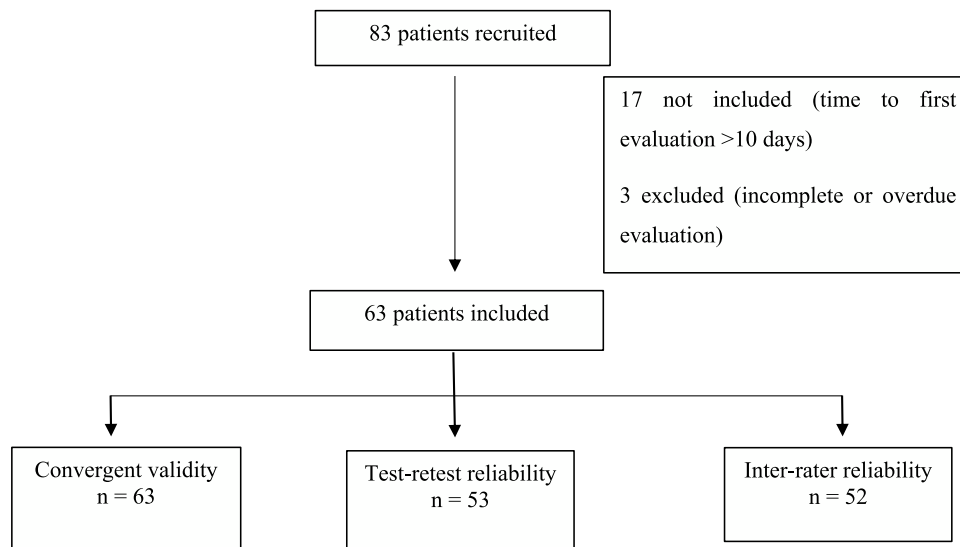 83 patients recruited
17 not included (time to first
evaluation >10 days)
3 excluded (incomplete or overdue
evaluation)
63 patients included
Convergent validity
n = 63
Test-retest reliability
n = 53
Inter-rater reliability
n = 52